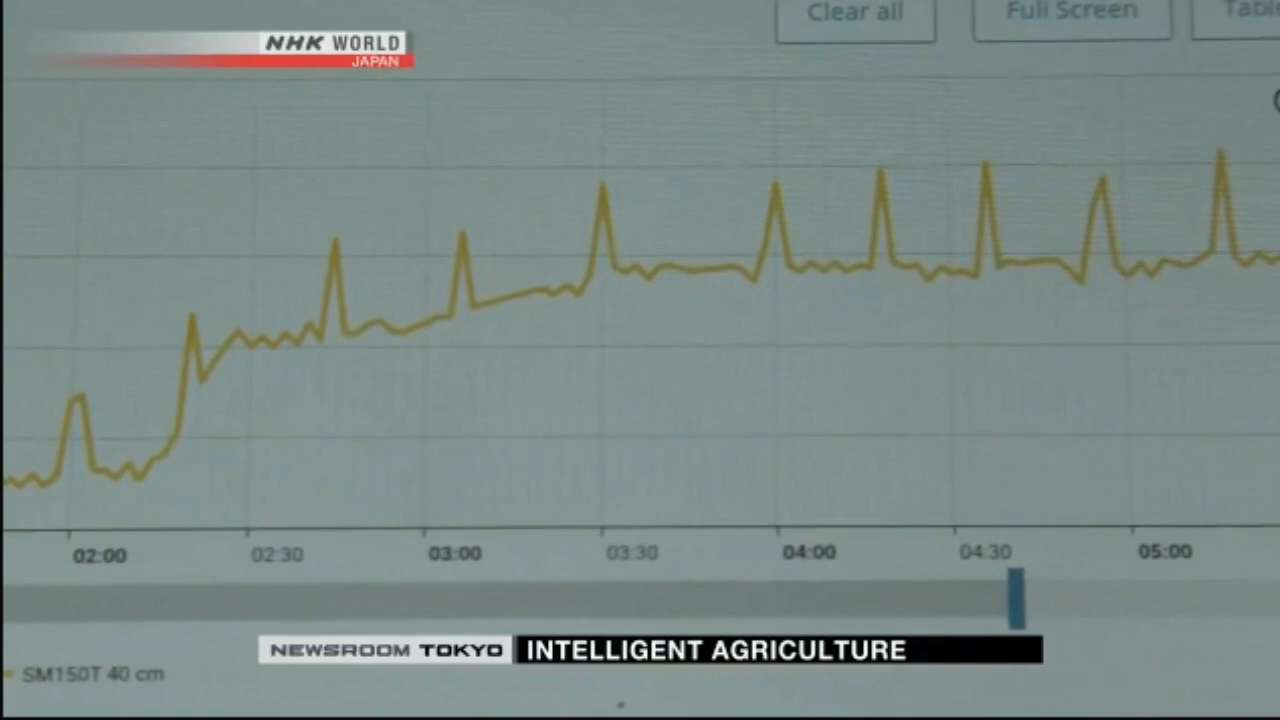 Clear all
Full Screen
NHK WORLD
JAPAN
02:00
02:30
03:00
03:30
04:00
04:30
05:00
NEWSROOM TOKYO
INTELLIGENT AGRICULTURE
SM150T 40 cm